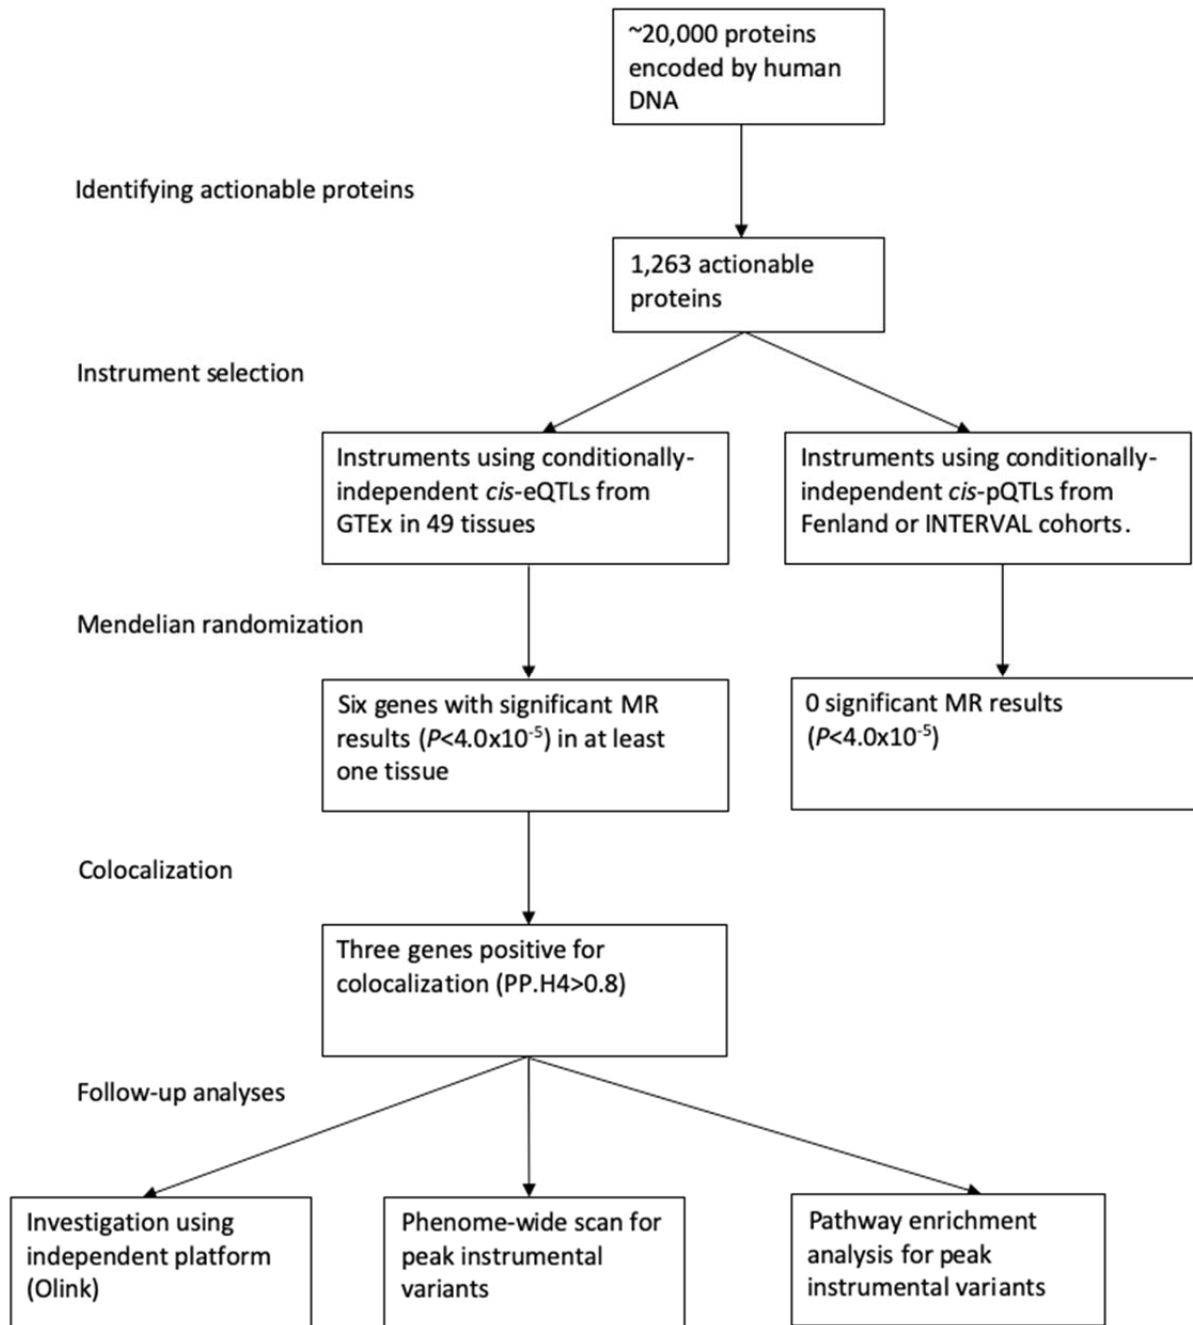 ~20,000 proteins
encoded by human
DNA
Identifying actionable proteins
1,263 actionable
proteins
Instrument selection
Instruments using conditionally-
independent cis-eQTLs from
GTEx in 49 tissues
Instruments using conditionally-
independent cis-pQTLs from
Fenland or INTERVAL cohorts.
Mendelian randomization
Six genes with significant MR
results (P<4.0x10⁻⁵) in at least
one tissue
0 significant MR results
(P<4.0x10⁻⁵)
Colocalization
Three genes positive for
colocalization (PP.H4>0.8)
Follow-up analyses
Investigation using
independent platform
(Olink)
Phenome-wide scan for
peak instrumental
variants
Pathway enrichment
analysis for peak
instrumental variants